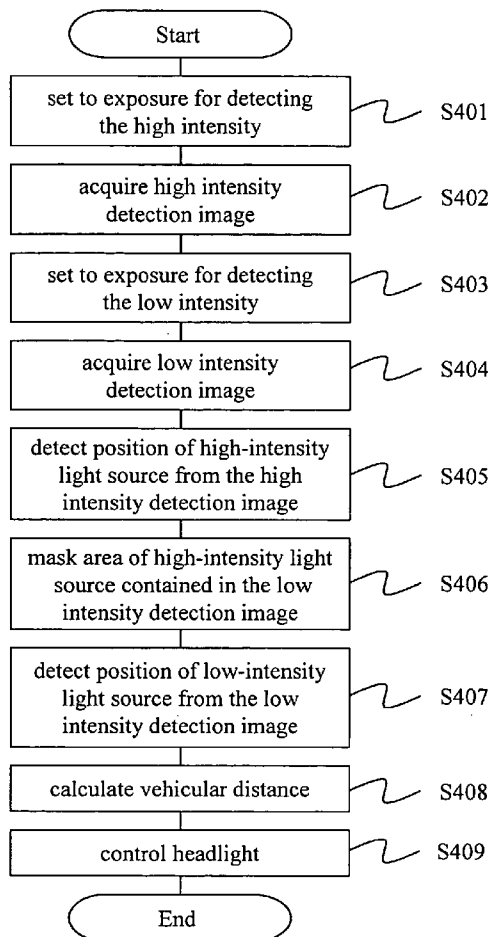 Start
set to exposure for detecting
the high intensity
S401
acquire high intensity
detection image
S402
set to exposure for detecting
the low intensity
S403
acquire low intensity
detection image
S404
detect position of high-intensity
light source from the high
intensity detection image
S405
mask area of high-intensity light
source contained in the low
intensity detection image
S406
detect position of low-intensity
light source from the low
intensity detection image
S407
calculate vehicular distance
S408
control headlight
S409
End